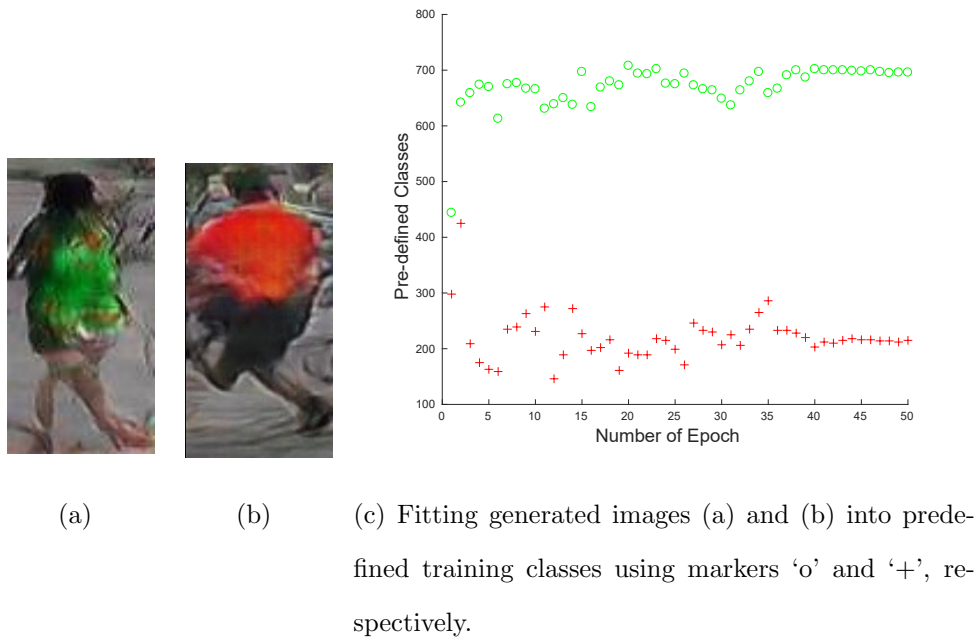 800
700
600
500
400
300
200
100
Pre-defined Classes
0 5 10 15 20 25 30 35 40 45 50
Number of Epoch
(a)
(b)
(c) Fitting generated images (a) and (b) into prede-
fined training classes using markers ‘o’ and ‘+’, re-
spectively.